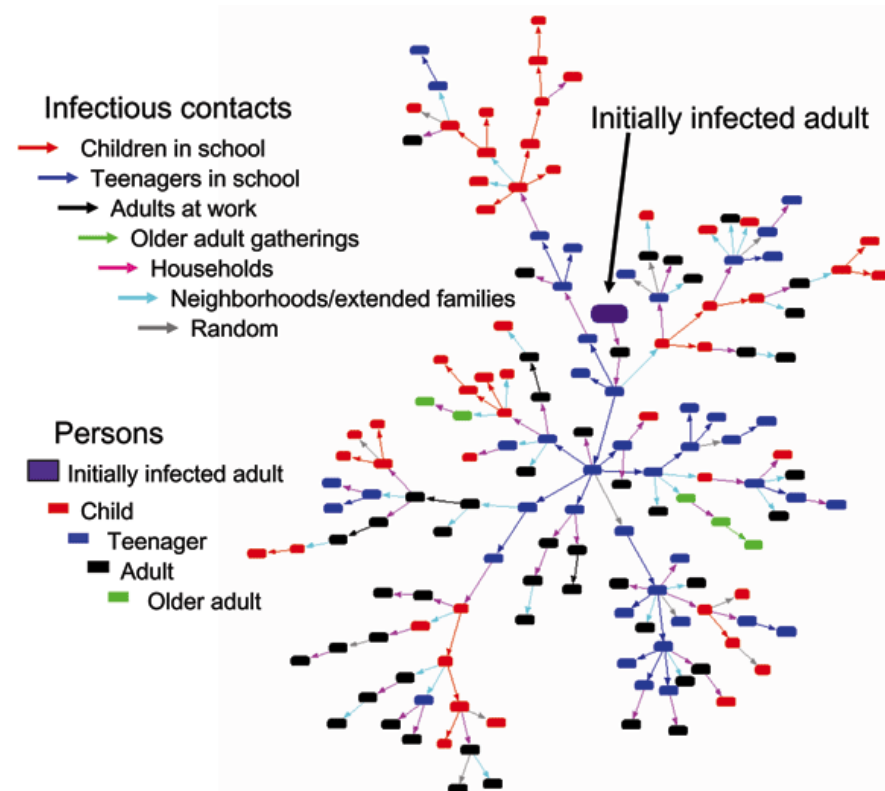 Initially infected adult
Infectious contacts
Children in school
Teenagers in school
Adults at work
Older adult gatherings
Households
Neighborhoods/extended families
Random
Persons
Initially infected adult
Child
Teenager
Adult
Older adult